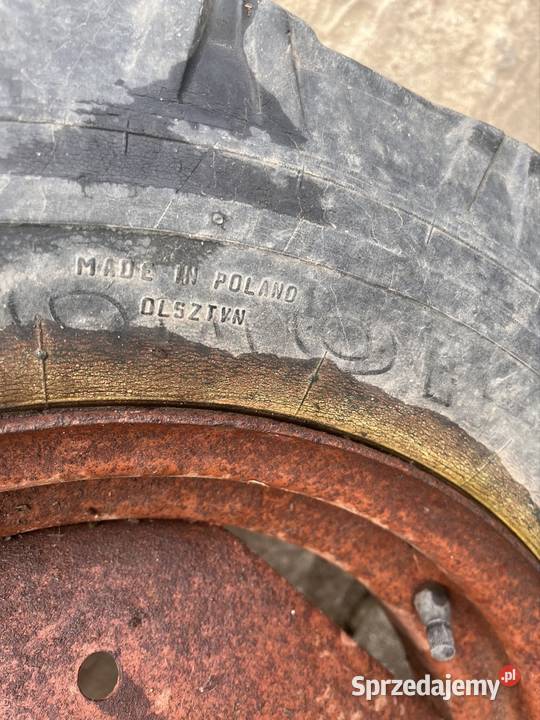 MADE IN POLAND
OLSZTYN
Sprzedajemy.pl